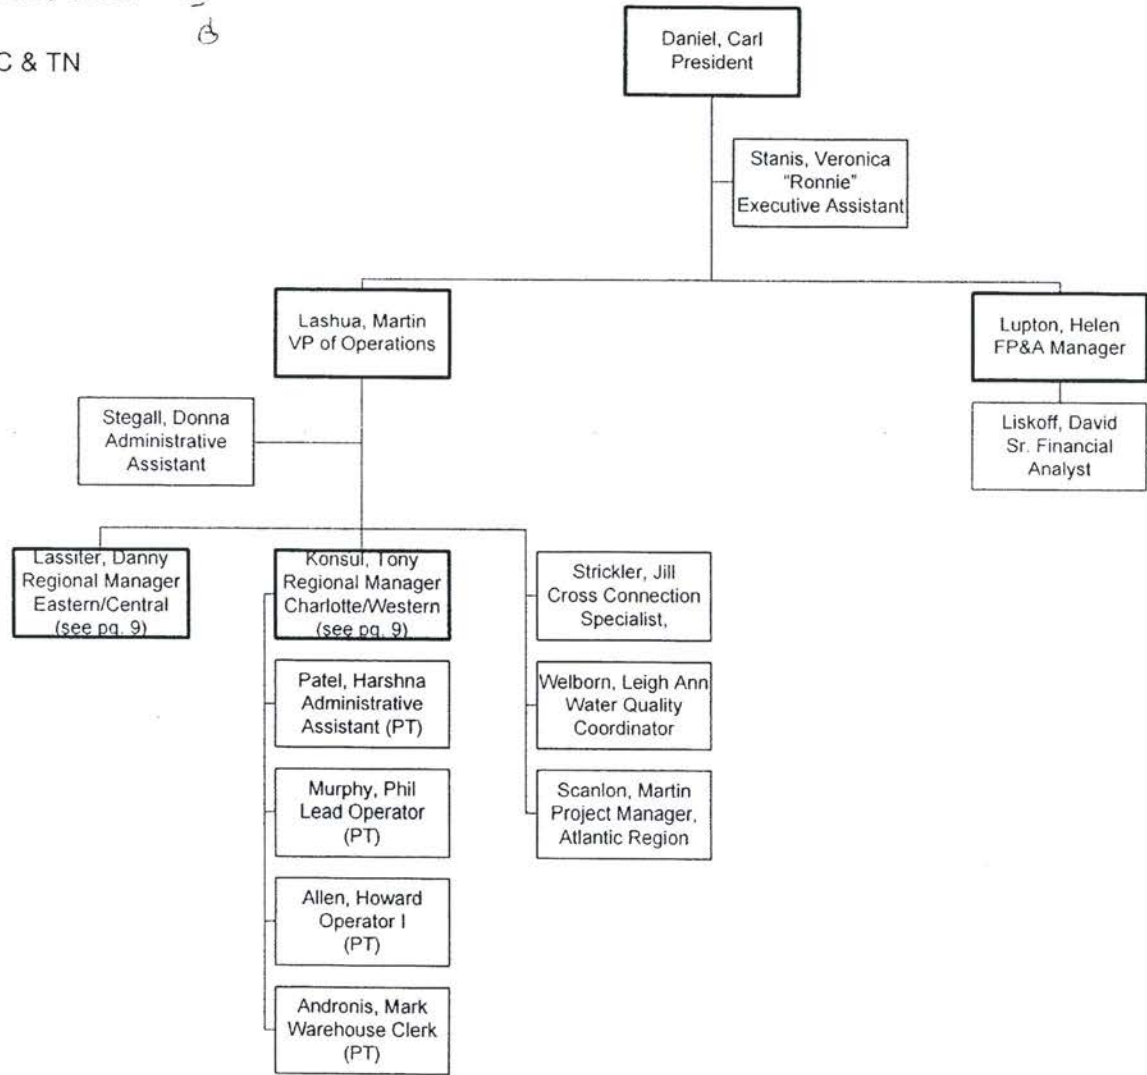 C & TN
Daniel, Carl
President
Stanis, Veronica
"Ronnie"
Executive Assistant
Lashua, Martin
VP of Operations
Lupton, Helen
FP&A Manager
Stegall, Donna
Administrative
Assistant
Liskoff, David
Sr. Financial
Analyst
Lassiter, Danny
Regional Manager
Eastern/Central
(see pg. 9)
Konsul, Tony
Regional Manager
Charlotte/Western
(see pg. 9)
Strickler, Jill
Cross Connection
Specialist,
Patel, Harshna
Administrative
Assistant (PT)
Welborn, Leigh Ann
Water Quality
Coordinator
Murphy, Phil
Lead Operator
(PT)
Scanlon, Martin
Project Manager,
Atlantic Region
Allen, Howard
Operator I
(PT)
Andronis, Mark
Warehouse Clerk
(PT)